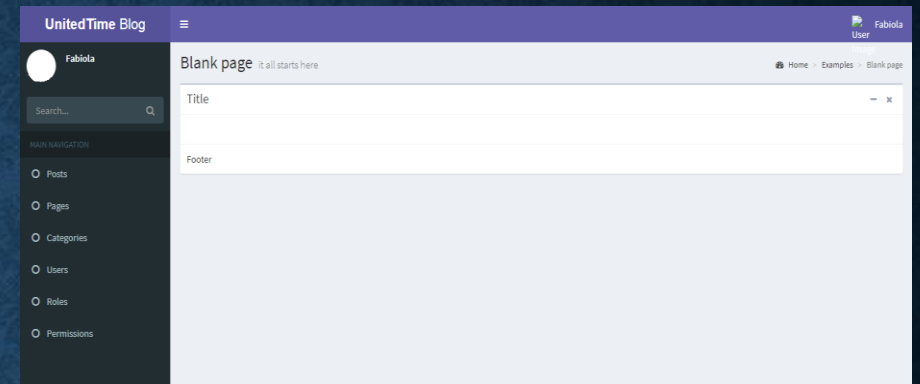 UnitedTime Blog
User Image
Fabiola
Fabiola
Search...
MAIN NAVIGATION
Posts
Pages
Categories
Users
Roles
Permissions
Blank page it all starts here
Home > Examples > Blank page
Title
Footer